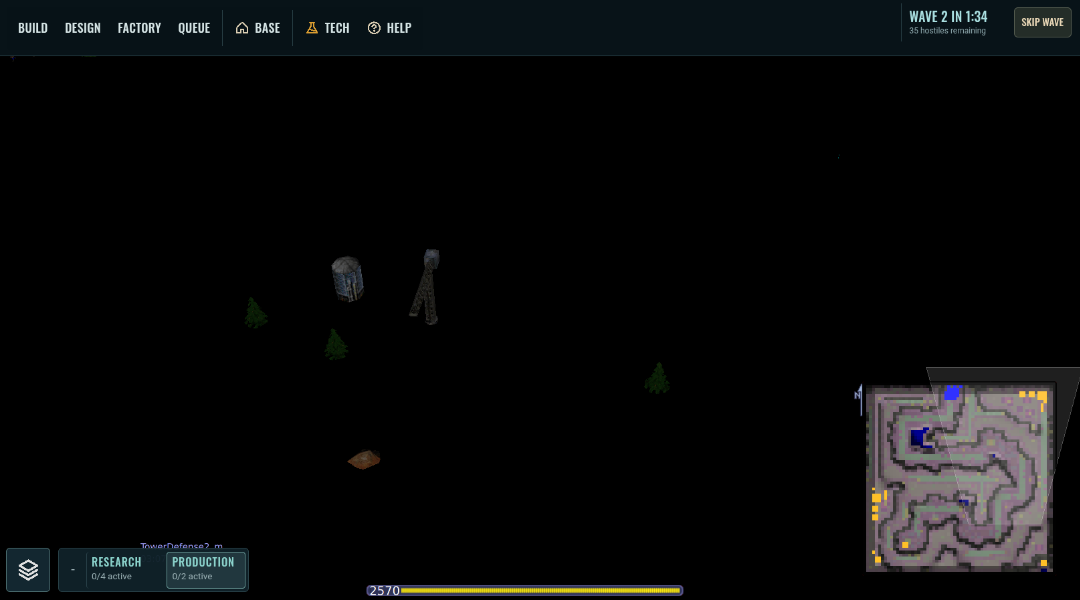 BUILD DESIGN FACTORY QUEUE BASE TECH HELP
WAVE 2 IN 1:34
35 hostiles remaining
SKIP WAVE
N
TowerDefense2_m
- RESEARCH
0/4 active
PRODUCTION
0/2 active
2570